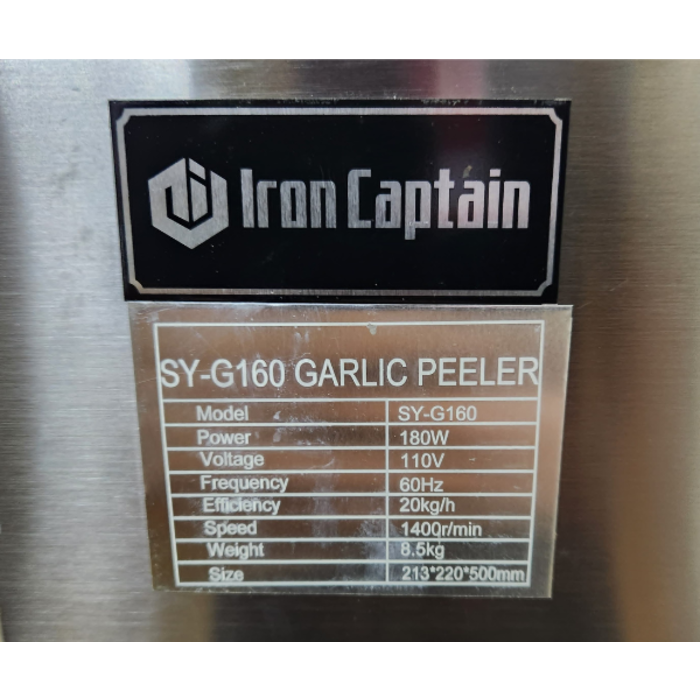 Iron Captain
SY-G160 GARLIC PEELER
Model SY-G160
Power 180W
Voltage 110V
Frequency 60Hz
Efficiency 20kg/h
Speed 1400r/min
Weight 8.5kg
Size 213*220*500mm